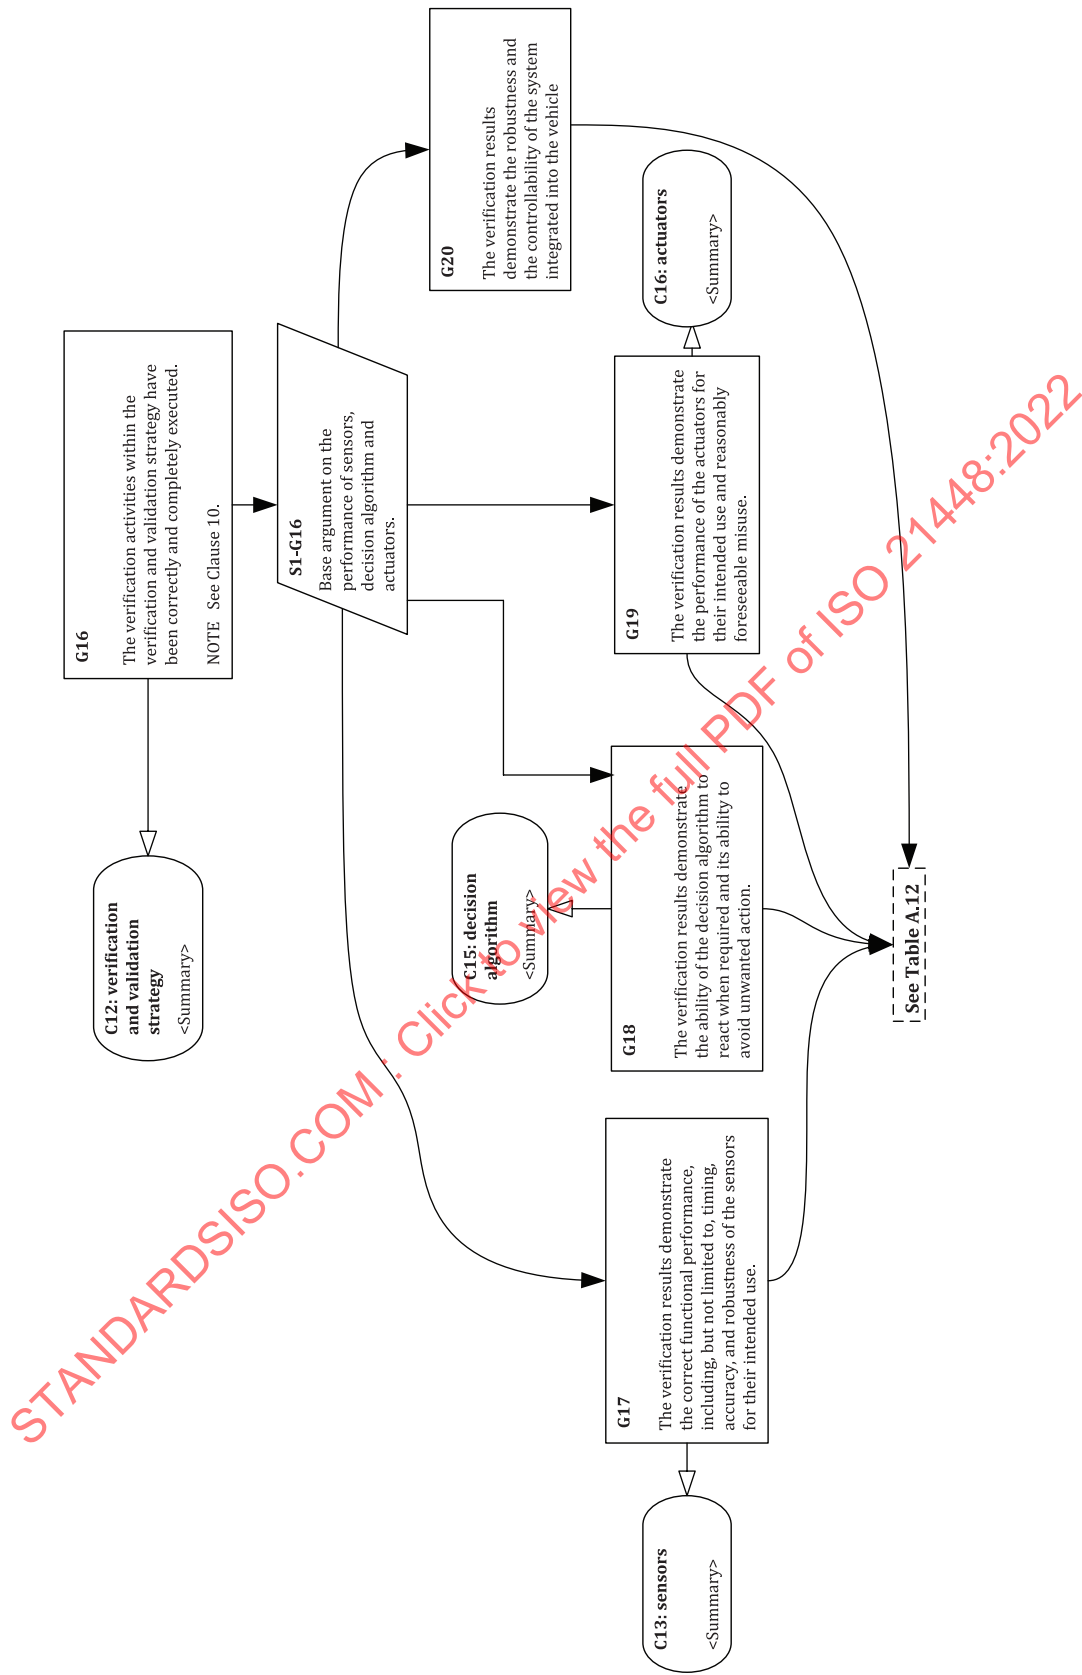 G16
The verification activities within the
verification and validation strategy have
been correctly and completely executed.
NOTE See Clause 10.
C12: verification
and validation
strategy
<Summary>
S1-G16
Base argument on the
performance of sensors,
decision algorithm and
actuators.
G20
The verification results
demonstrate the robustness and
the controllability of the system
integrated into the vehicle
C15: decision
algorithm
<Summary>
G17
The verification results demonstrate
the correct functional performance,
including, but not limited to, timing,
accuracy, and robustness of the sensors
for their intended use.
C13: sensors
<Summary>
G18
The verification results demonstrate
the ability of the decision algorithm to
react when required and its ability to
avoid unwanted action.
G19
The verification results demonstrate
the performance of the actuators for
their intended use and reasonably
foreseeable misuse.
C16: actuators
<Summary>
See Table A.12
STANDARDSISO.COM : Click to view the full PDF of ISO 21448:2022